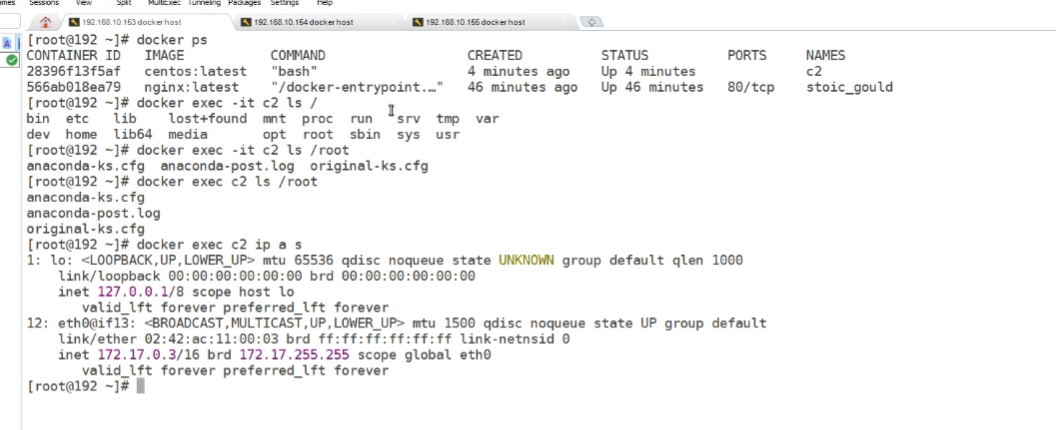 Sessions View Split MultiExec Tunneling Packages Settings Help
192.168.10.153 docker host 192.168.10.154 docker host 192.168.10.155 docker host
[root@192 ~]# docker ps
CONTAINER ID IMAGE COMMAND CREATED STATUS PORTS NAMES
28396f13f5af centos:latest "bash" 4 minutes ago Up 4 minutes c2
566ab018ea79 nginx:latest "/docker-entrypoint.…" 46 minutes ago Up 46 minutes 80/tcp stoic_gould
[root@192 ~]# docker exec -it c2 ls /
bin etc lib lost+found mnt proc run srv tmp var
dev home lib64 media opt root sbin sys usr
[root@192 ~]# docker exec -it c2 ls /root
anaconda-ks.cfg anaconda-post.log original-ks.cfg
[root@192 ~]# docker exec c2 ls /root
anaconda-ks.cfg
anaconda-post.log
original-ks.cfg
[root@192 ~]# docker exec c2 ip a s
1: lo: <LOOPBACK,UP,LOWER_UP> mtu 65536 qdisc noqueue state UNKNOWN group default qlen 1000
link/loopback 00:00:00:00:00:00 brd 00:00:00:00:00:00
inet 127.0.0.1/8 scope host lo
valid_lft forever preferred_lft forever
12: eth0@if13: <BROADCAST,MULTICAST,UP,LOWER_UP> mtu 1500 qdisc noqueue state UP group default
link/ether 02:42:ac:11:00:03 brd ff:ff:ff:ff:ff:ff link-netnsid 0
inet 172.17.0.3/16 brd 172.17.255.255 scope global eth0
valid_lft forever preferred_lft forever
[root@192 ~]#